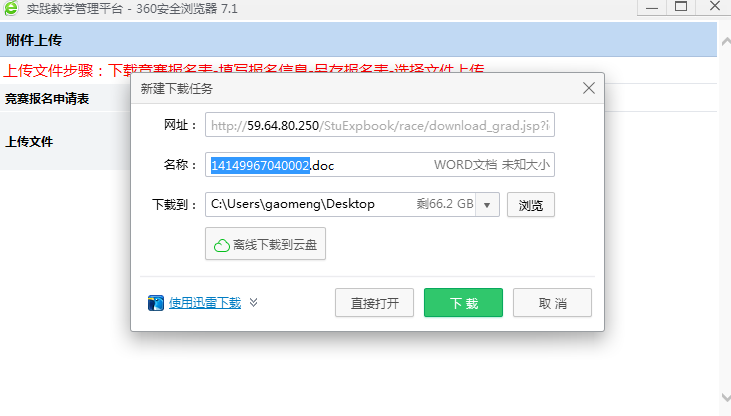 实践教学管理平台 - 360安全浏览器 7.1
附件上传
上传文件步骤：下载竞赛报名表-填写报名信息-另存报名表-选择文件上传
竞赛报名申请表
上传文件
新建下载任务
网址： http://59.64.80.250/StuExpbook/race/download_grad.jsp?i
名称： 14149967040002.doc WORD文档 未知大小
下载到： C:\Users\gaomeng\Desktop 剩66.2 GB 浏览
离线下载到云盘
使用迅雷下载 直接打开 下载 取消